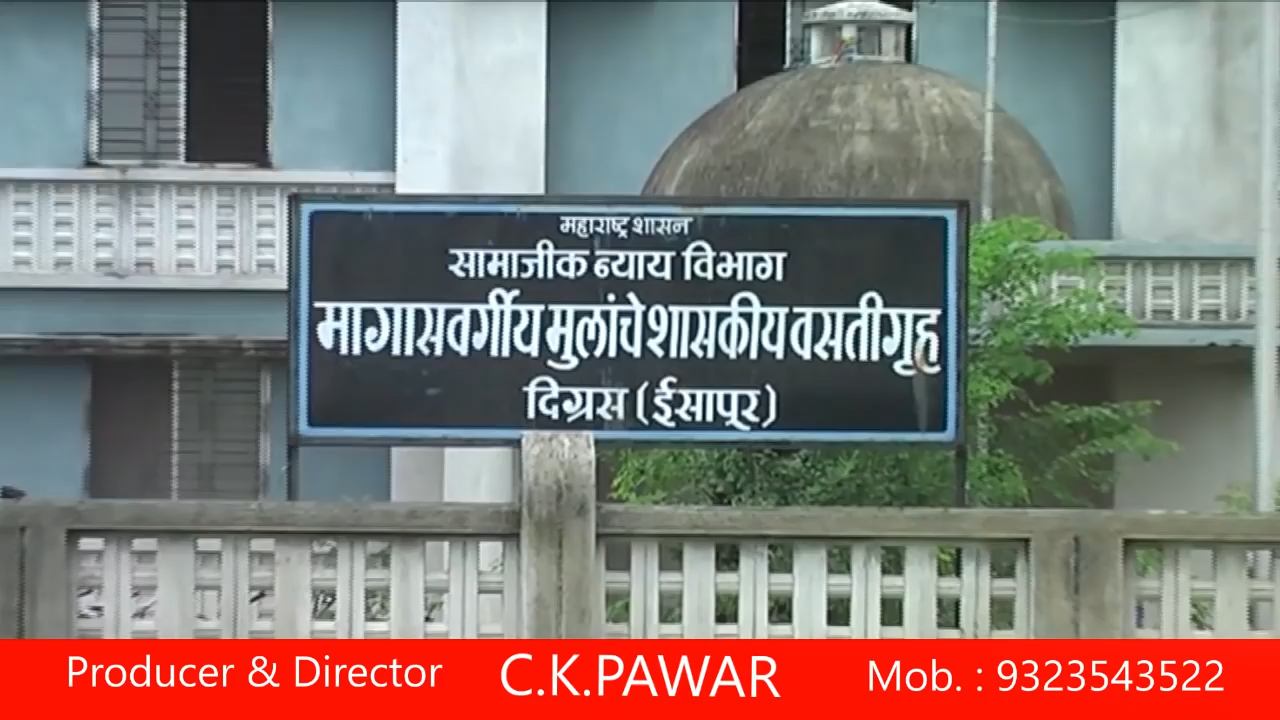 महाराष्ट्र शासन
सामाजीक न्याय विभाग
मागासवर्गीय मुलांचे शासकीय वसतीगृह
दिग्रस (ईसापूर)
Producer & Director C.K.PAWAR Mob. : 9323543522